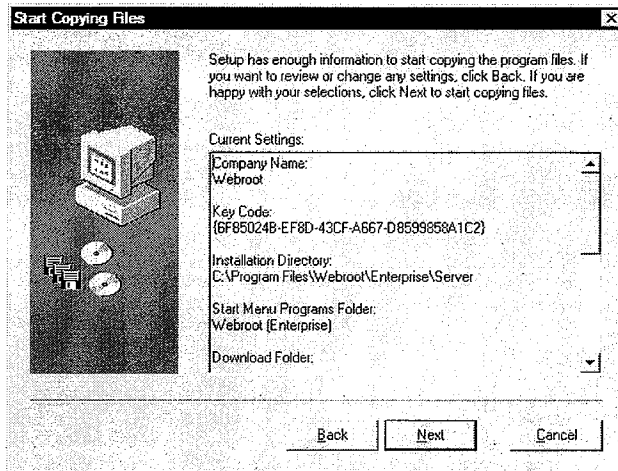 Start Copying Files
Setup has enough information to start copying the program files. If
you want to review or change any settings, click Back. If you are
happy with your selections, click Next to start copying files.
Current Settings:
Company Name:
Webroot
Key Code:
{6F85024B-EF8D-43CF-A667-D8599858A1C2}
Installation Directory:
C:\Program Files\Webroot\Enterprise\Server
Start Menu Programs Folder:
Webroot (Enterprise)
Download Folder:
Back
Next
Cancel